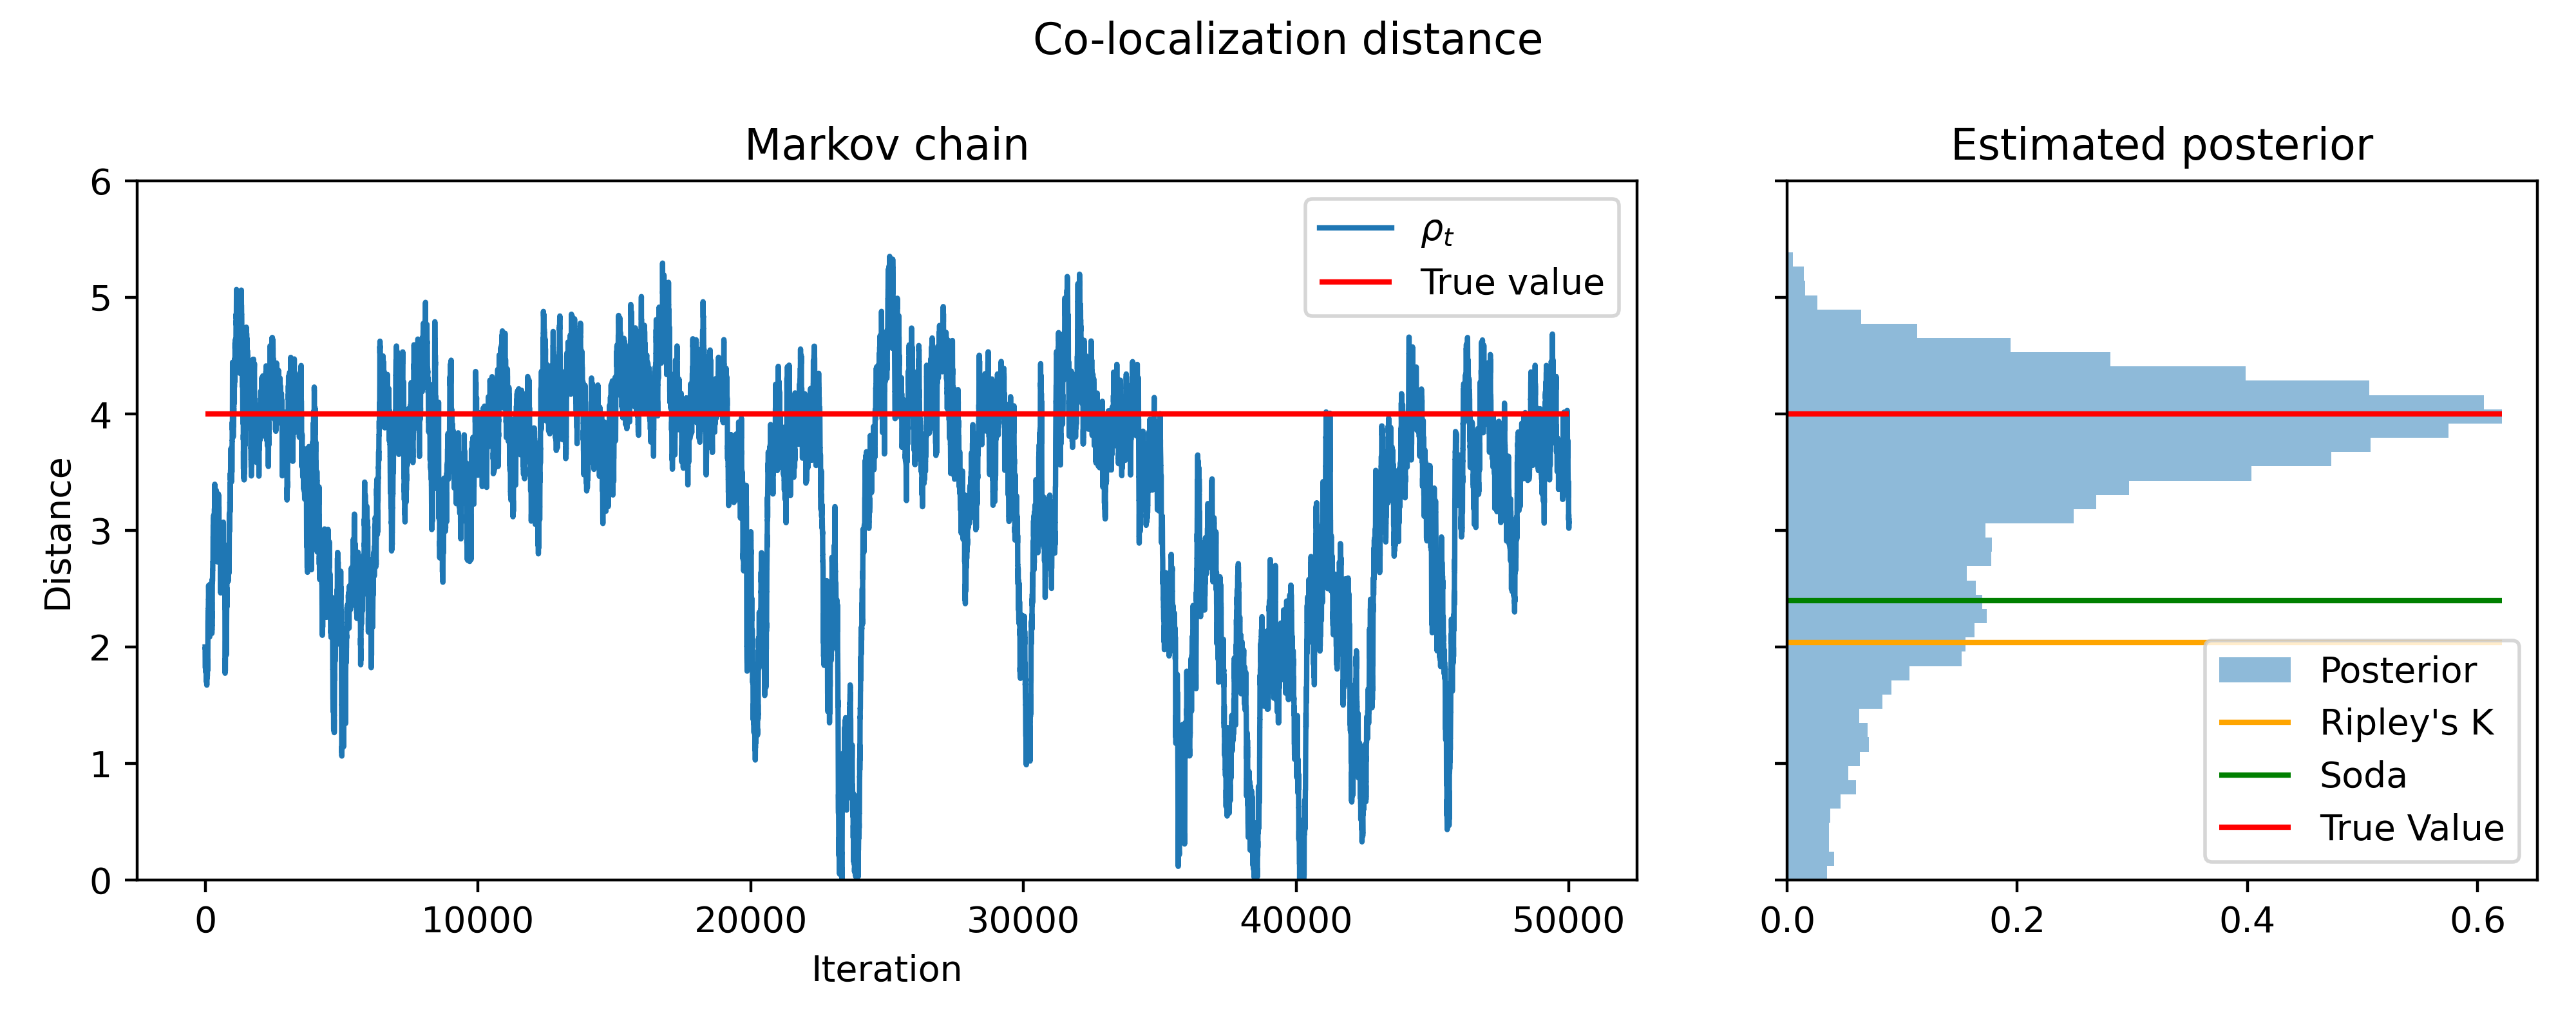 Co-localization distance
Markov chain
Estimated posterior
6
5
4
3
2
1
0
Distance
ρt
True value
0
10000
20000
30000
40000
50000
Iteration
Posterior
Ripley's K
Soda
True Value
0.0
0.2
0.4
0.6